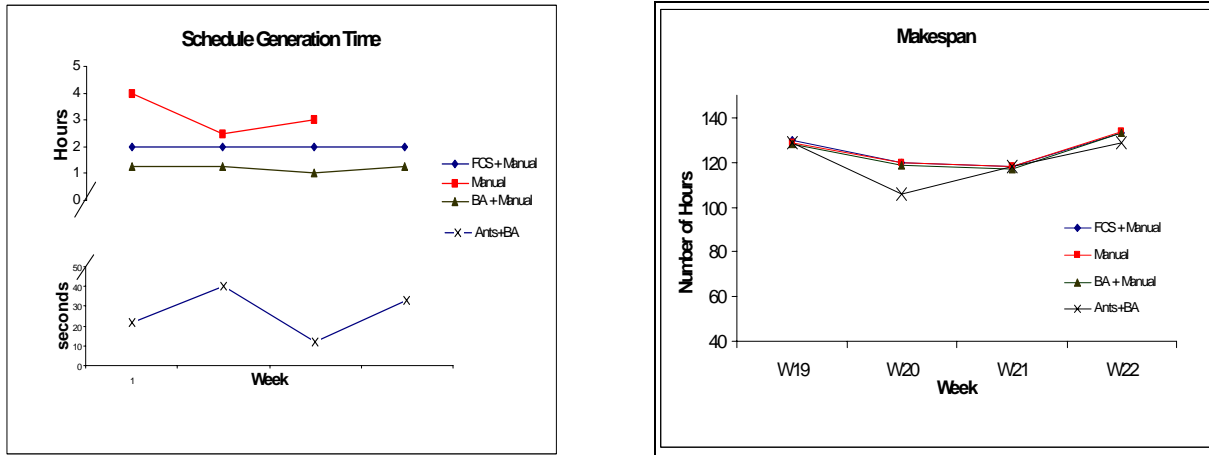 Schedule Generation Time
5
4
3
2
1
0
Hours
FCS + Manual
Manual
BA + Manual
Ants+BA
50
40
30
20
10
0
seconds
1
Week
Makespan
140
120
100
80
60
40
Number of Hours
FCS + Manual
Manual
BA + Manual
Ants+BA
W19 W20 W21 W22
Week